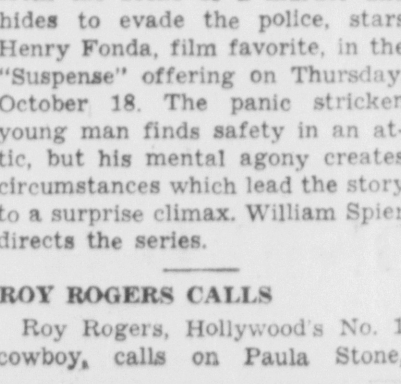 hides to evade the police, stars
Henry Fonda, film favorite, in the
"Suspense" offering on Thursday
October 18. The panic stricken
young man finds safety in an at-
tic, but his mental agony creates
circumstances which lead the story
to a surprise climax. William Spier
directs the series.
ROY ROGERS CALLS
Roy Rogers, Hollywood's No. 1
cowboy, calls on Paula Stone,